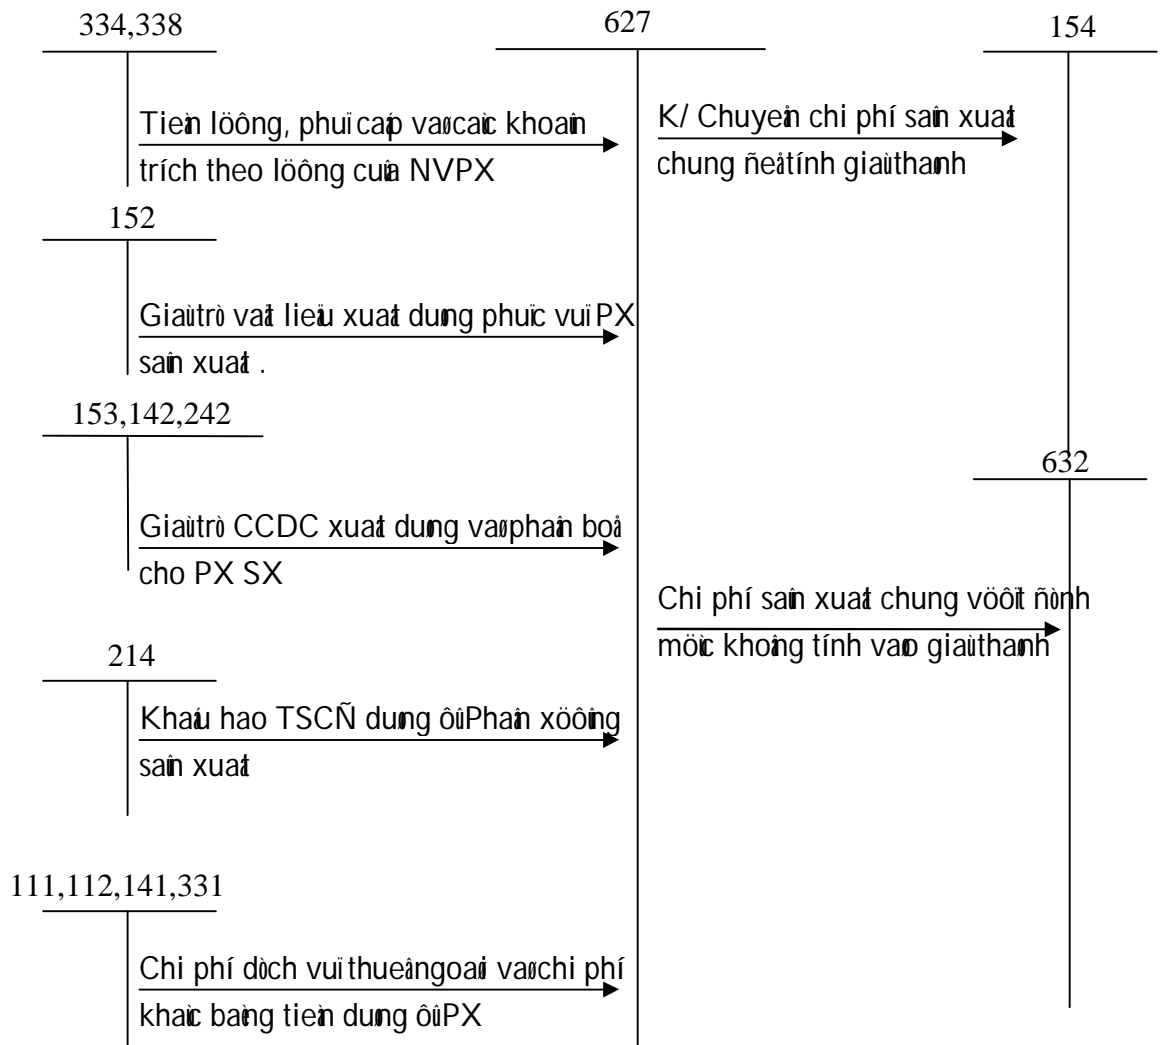 334,338
627
154
Tieàn löông, phuï caáp vaø caùc khoaûn
trích theo löông cuûa NVPX
K/ Chuyeån chi phí saûn xuaát
chung ñeå tính giaù thaønh
152
Giaù trò vaät lieäu xuaát duøng phuïc vuï PX
saûn xuaát .
153,142,242
632
Giaù trò CCDC xuaát duøng vaø phaân boå
cho PX SX
Chi phí saûn xuaát chung vöôït ñònh
möùc khoâng tính vaøo giaù thaønh
214
Khaáu hao TSCÑ duøng ôû Phaân xöôûng
saûn xuaát
111,112,141,331
Chi phí dòch vuï thueâ ngoaøi vaø chi phí
khaùc baèng tieàn duøng ôû PX